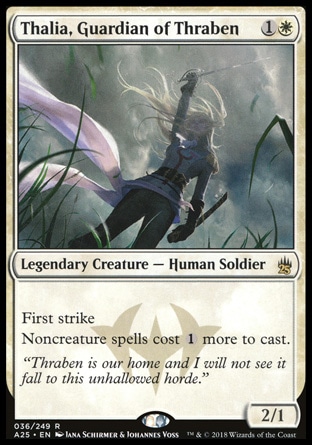 Thalia, Guardian of Thraben 1
Legendary Creature — Human Soldier 25
First strike
Noncreature spells cost 1 more to cast.
“Thraben is our home and I will not see it
fall to this unhallowed horde.”
2/1
036/249 R
A25 • EN Jana Schirmer & Johannes Voss ™ & © 2018 Wizards of the Coast